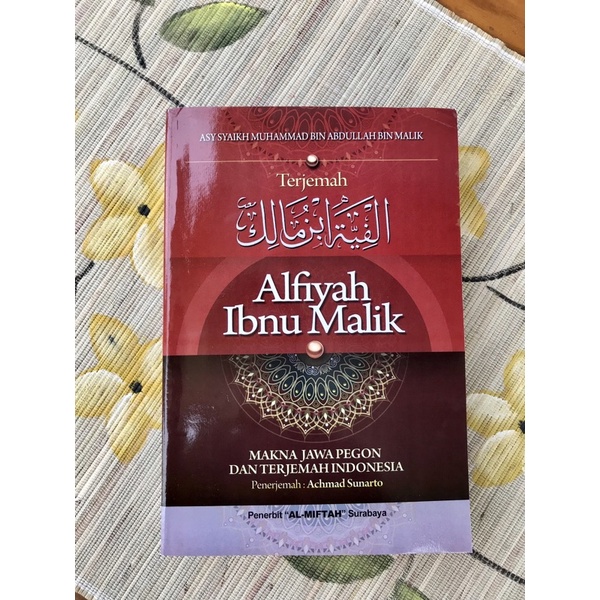 ASY SYAIKH MUHAMMAD BIN ABDULLAH BIN MALIK
Terjemah
الفية ابن مالك
Alfiyah
Ibnu Malik
MAKNA JAWA PEGON
DAN TERJEMAH INDONESIA
Penerjemah : Achmad Sunarto
Penerbit "AL-MIFTAH" Surabaya